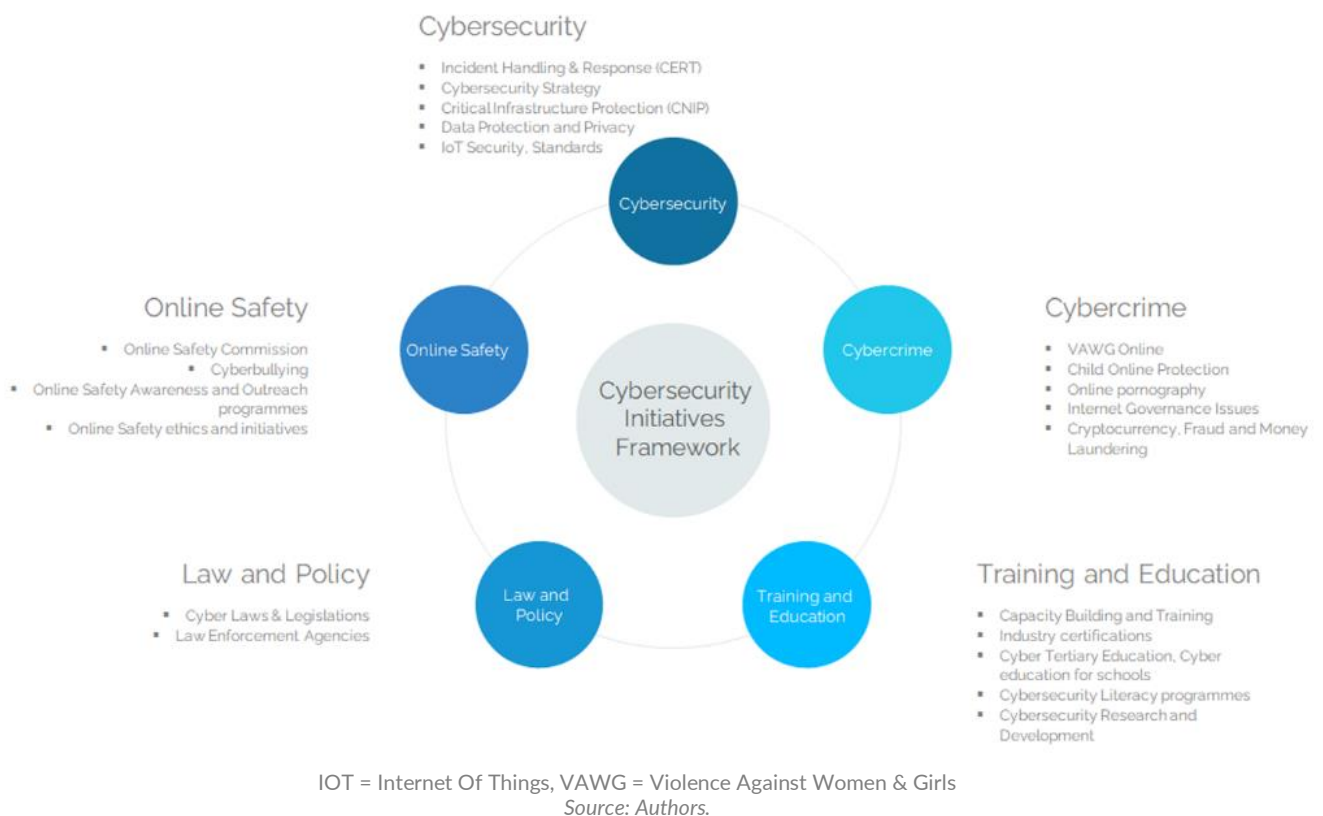 Cybersecurity
▪ Incident Handling & Response (CERT)
▪ Cybersecurity Strategy
▪ Critical Infrastructure Protection (CNIP)
▪ Data Protection and Privacy
▪ IoT Security, Standards
Cybersecurity
Online Safety
▪ Online Safety Commission
▪ Cyberbullying
▪ Online Safety Awareness and Outreach
programmes
▪ Online Safety ethics and initiatives
Online Safety
Cybersecurity
Initiatives
Framework
Cybercrime
Cybercrime
▪ VAWG Online
▪ Child Online Protection
▪ Online pornography
▪ Internet Governance Issues
▪ Cryptocurrency, Fraud and Money
Laundering
Law and Policy
▪ Cyber Laws & Legislations
▪ Law Enforcement Agencies
Law and
Policy
Training and
Education
Training and Education
▪ Capacity Building and Training
▪ Industry certifications
▪ Cyber Tertiary Education, Cyber
education for schools
▪ Cybersecurity Literacy programmes
▪ Cybersecurity Research and
Development
IOT = Internet Of Things, VAWG = Violence Against Women & Girls
Source: Authors.